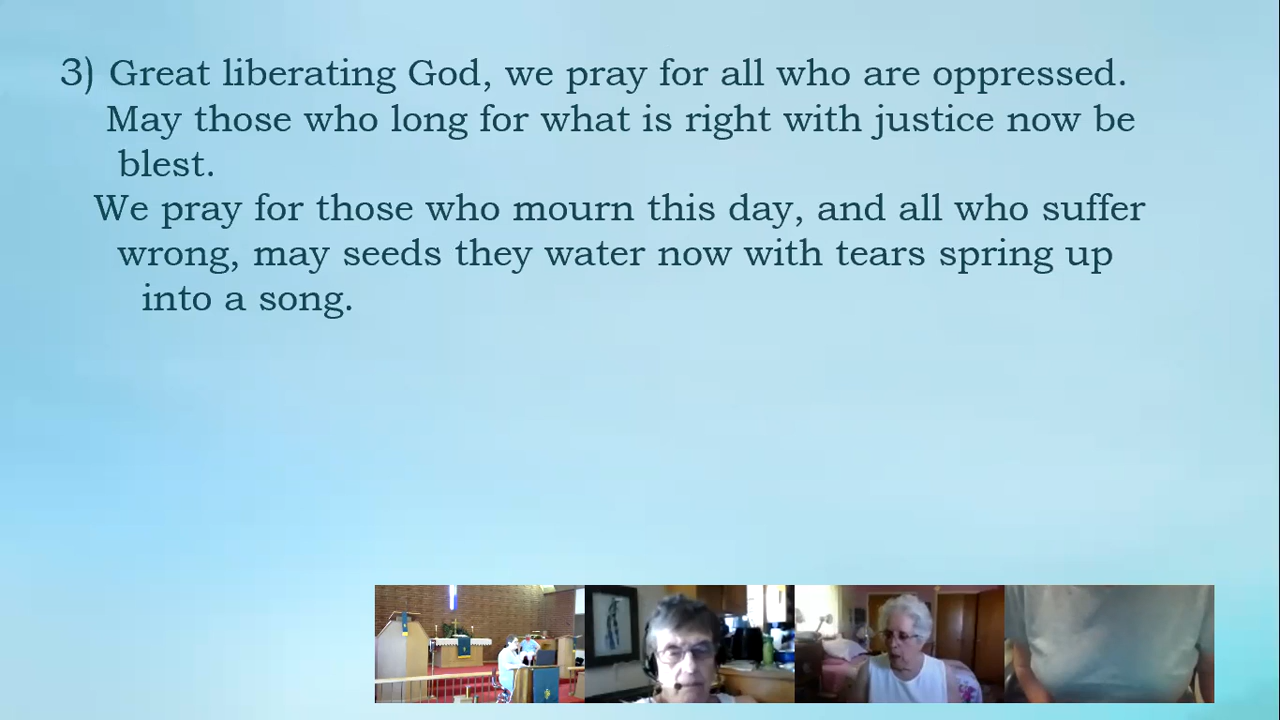 3) Great liberating God, we pray for all who are oppressed.
May those who long for what is right with justice now be
blest.
We pray for those who mourn this day, and all who suffer
wrong, may seeds they water now with tears spring up
into a song.